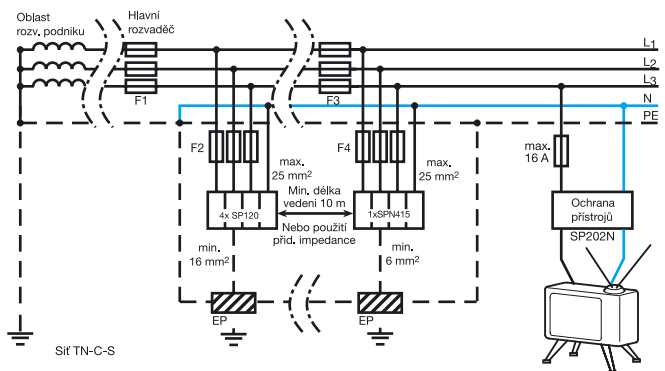 Oblast
rozv. podniku
Hlavní
rozvaděč
L1
L2
L3
N
PE
F1
F3
F2
F4
max.
25 mm2
max.
25 mm2
max.
16 A
Min. délka
vedeni 10 m
4x SP120
1xSPN415
Nebo použití
příd. impedance
Ochrana
přístrojů
SP202N
min.
16 mm2
min.
6 mm2
EP
EP
Síť TN-C-S